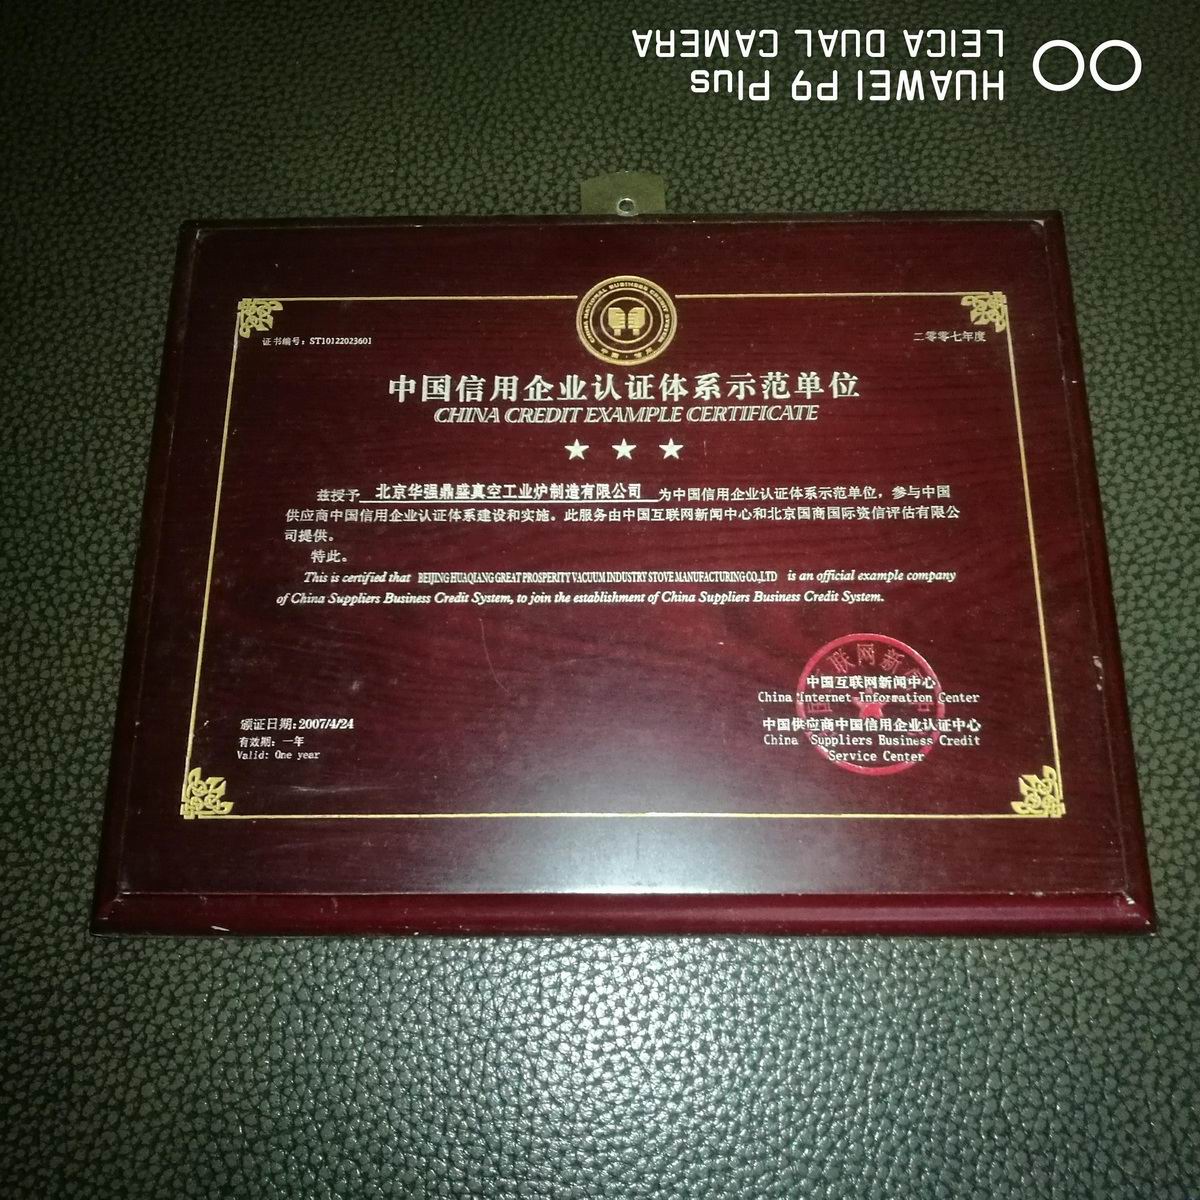 HUAWEI P9 Plus
LEICA DUAL CAMERA
证书编号：ST10122023601
二零零七年度
中国信用企业认证体系示范单位
CHINA CREDIT EXAMPLE CERTIFICATE
兹授予 北京华强鼎盛真空工业炉制造有限公司 为中国信用企业认证体系示范单位，参与中国
供应商中国信用企业认证体系建设和实施。此服务由中国互联网新闻中心和北京国商国际资信评估有限公
司提供。
特此。
This is certified that BEIJING HUAQIANG GREAT PROSPERITY VACUUM INDUSTRY STOVE MANUFACTURING CO.,LTD is an official example company
of China Suppliers Business Credit System, to join the establishment of China Suppliers Business Credit System.
中国互联网新闻中心
China Internet Information Center
中国供应商中国信用企业认证中心
China Suppliers Business Credit
Service Center
颁证日期：2007/4/24
有效期：一年
Valid: One year